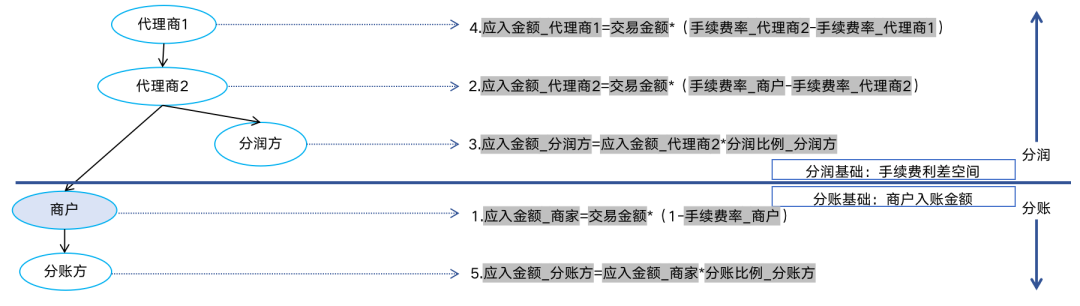 代理商1
4.应入金额_代理商1=交易金额*（手续费率_代理商2-手续费率_代理商1）
代理商2
2.应入金额_代理商2=交易金额*（手续费率_商户-手续费率_代理商2）
分润方
3.应入金额_分润方=应入金额_代理商2*分润比例_分润方
分润
分润基础：手续费利差空间
分账基础：商户入账金额
分账
商户
1.应入金额_商家=交易金额*（1-手续费率_商户）
分账方
5.应入金额_分账方=应入金额_商家*分账比例_分账方